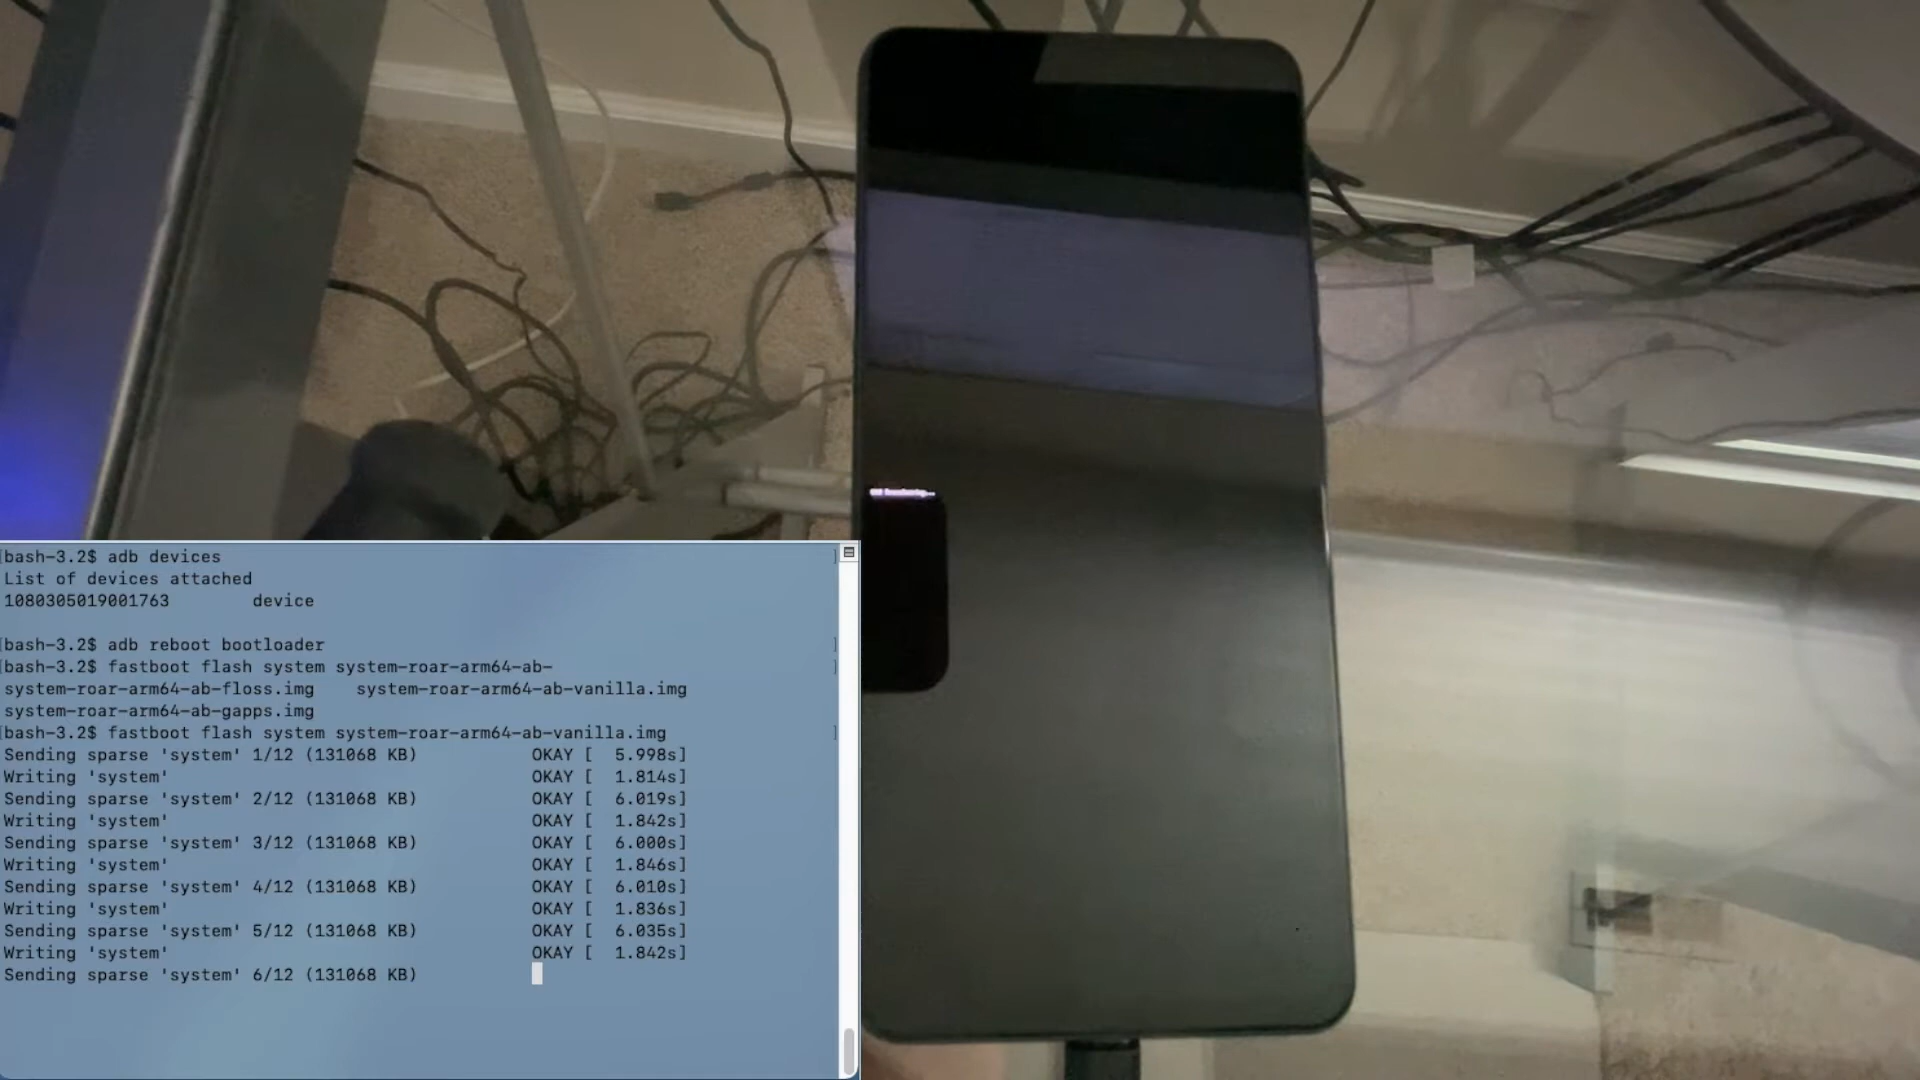 bash-3.2$ adb devices
List of devices attached
1080305019001763 device
bash-3.2$ adb reboot bootloader
bash-3.2$ fastboot flash system system-roar-arm64-ab-
system-roar-arm64-ab-floss.img system-roar-arm64-ab-vanilla.img
system-roar-arm64-ab-gapps.img
bash-3.2$ fastboot flash system system-roar-arm64-ab-vanilla.img
Sending sparse 'system' 1/12 (131068 KB) OKAY [ 5.998s]
Writing 'system' OKAY [ 1.814s]
Sending sparse 'system' 2/12 (131068 KB) OKAY [ 6.019s]
Writing 'system' OKAY [ 1.842s]
Sending sparse 'system' 3/12 (131068 KB) OKAY [ 6.000s]
Writing 'system' OKAY [ 1.846s]
Sending sparse 'system' 4/12 (131068 KB) OKAY [ 6.010s]
Writing 'system' OKAY [ 1.836s]
Sending sparse 'system' 5/12 (131068 KB) OKAY [ 6.035s]
Writing 'system' OKAY [ 1.842s]
Sending sparse 'system' 6/12 (131068 KB)